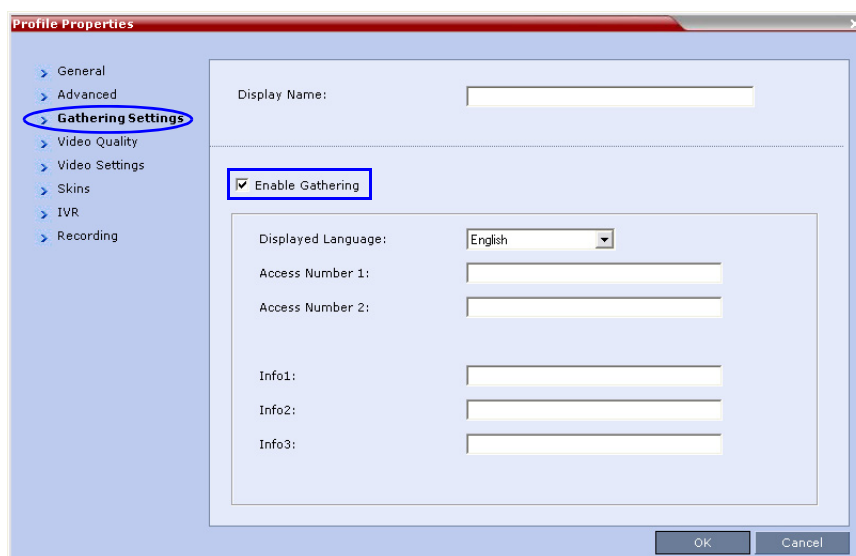 Profile Properties
General
Advanced
Gathering Settings
Video Quality
Video Settings
Skins
IVR
Recording
Display Name:
Enable Gathering
Displayed Language: English
Access Number 1:
Access Number 2:
Info1:
Info2:
Info3:
OK Cancel